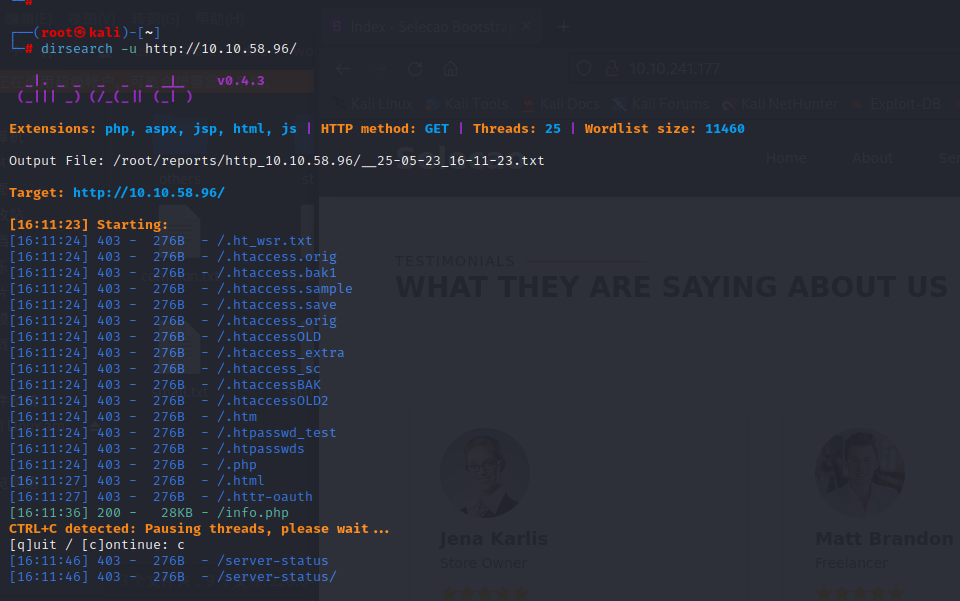 #
Index - Selecao Bootstr
(root㉿kali)-[~]
# dirsearch -u http://10.10.58.96/
10.10.241.177
v0.4.3
Kali Linux Kali Tools Kali Docs Kali Forums Kali NetHunter Exploit-DB
Extensions: php, aspx, jsp, html, js | HTTP method: GET | Threads: 25 | Wordlist size: 11460
Output File: /root/reports/http_10.10.58.96/__25-05-23_16-11-23.txt
Home About Se
others
Target: http://10.10.58.96/
[16:11:23] Starting:
[16:11:24] 403 -  276B  - /.ht_wsr.txt
[16:11:24] 403 -  276B  - /.htaccess.orig
[16:11:24] 403 -  276B  - /.htaccess.bak1
[16:11:24] 403 -  276B  - /.htaccess.sample
[16:11:24] 403 -  276B  - /.htaccess.save
[16:11:24] 403 -  276B  - /.htaccess_orig
[16:11:24] 403 -  276B  - /.htaccessOLD
[16:11:24] 403 -  276B  - /.htaccess_extra
[16:11:24] 403 -  276B  - /.htaccess_sc
[16:11:24] 403 -  276B  - /.htaccessBAK
[16:11:24] 403 -  276B  - /.htaccessOLD2
[16:11:24] 403 -  276B  - /.htm
[16:11:24] 403 -  276B  - /.htpasswd_test
[16:11:24] 403 -  276B  - /.htpasswds
[16:11:24] 403 -  276B  - /.php
[16:11:27] 403 -  276B  - /.html
[16:11:27] 403 -  276B  - /.httr-oauth
[16:11:36] 200 -   28KB - /info.php
CTRL+C detected: Pausing threads, please wait...
[q]uit / [c]ontinue: c
[16:11:46] 403 -  276B  - /server-status
[16:11:46] 403 -  276B  - /server-status/
TESTIMONIALS
WHAT THEY ARE SAYING ABOUT US
Jena Karlis
Store Owner
Matt Brandon
Freelancer